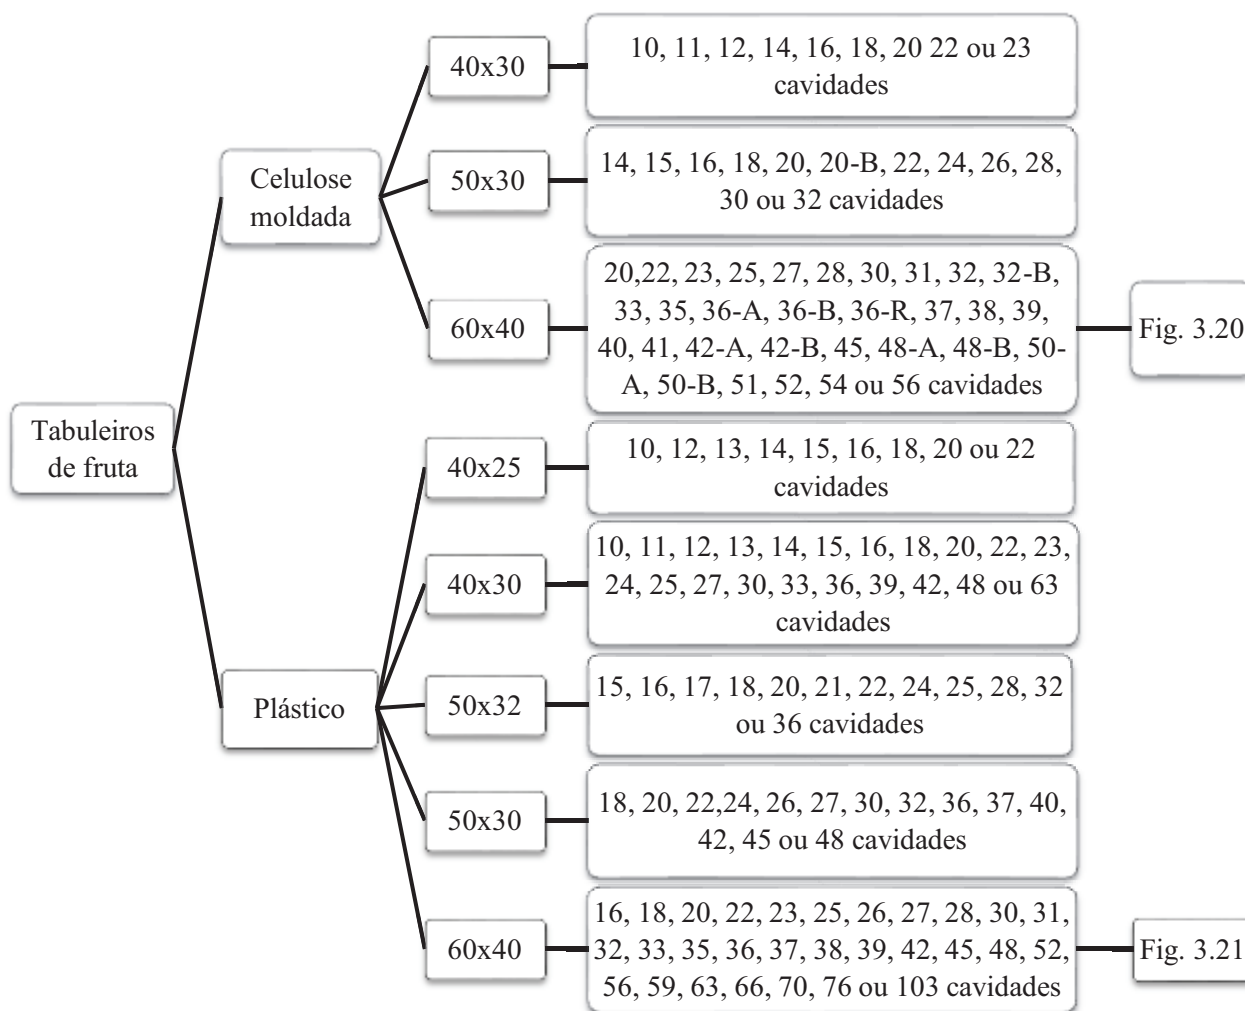 Tabuleiros
de fruta
Celulose
moldada
40x30
10, 11, 12, 14, 16, 18, 20 22 ou 23
cavidades
50x30
14, 15, 16, 18, 20, 20-B, 22, 24, 26, 28,
30 ou 32 cavidades
60x40
20,22, 23, 25, 27, 28, 30, 31, 32, 32-B,
33, 35, 36-A, 36-B, 36-R, 37, 38, 39,
40, 41, 42-A, 42-B, 45, 48-A, 48-B, 50-
A, 50-B, 51, 52, 54 ou 56 cavidades
Fig. 3.20
Plástico
40x25
10, 12, 13, 14, 15, 16, 18, 20 ou 22
cavidades
40x30
10, 11, 12, 13, 14, 15, 16, 18, 20, 22, 23,
24, 25, 27, 30, 33, 36, 39, 42, 48 ou 63
cavidades
50x32
15, 16, 17, 18, 20, 21, 22, 24, 25, 28, 32
ou 36 cavidades
50x30
18, 20, 22,24, 26, 27, 30, 32, 36, 37, 40,
42, 45 ou 48 cavidades
60x40
16, 18, 20, 22, 23, 25, 26, 27, 28, 30, 31,
32, 33, 35, 36, 37, 38, 39, 42, 45, 48, 52,
56, 59, 63, 66, 70, 76 ou 103 cavidades
Fig. 3.21